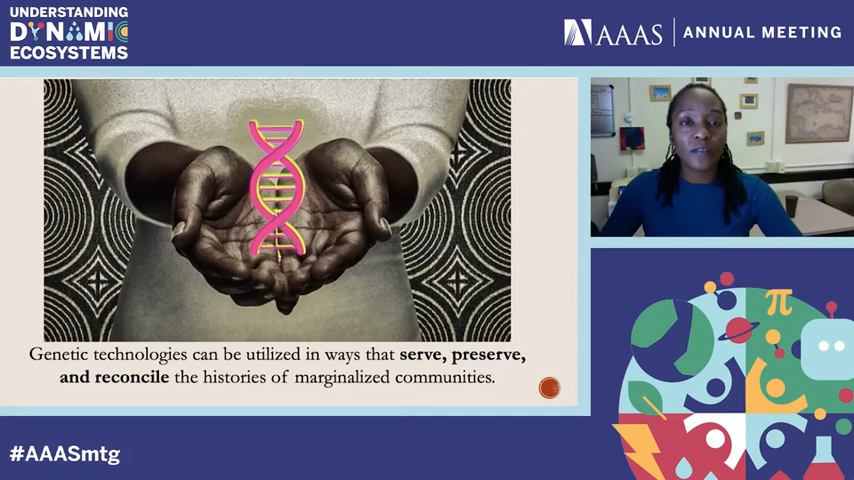 UNDERSTANDING
DYNAMIC
ECOSYSTEMS
AAAS | ANNUAL MEETING
Genetic technologies can be utilized in ways that serve, preserve,
and reconcile the histories of marginalized communities.
π
#AAASmtg